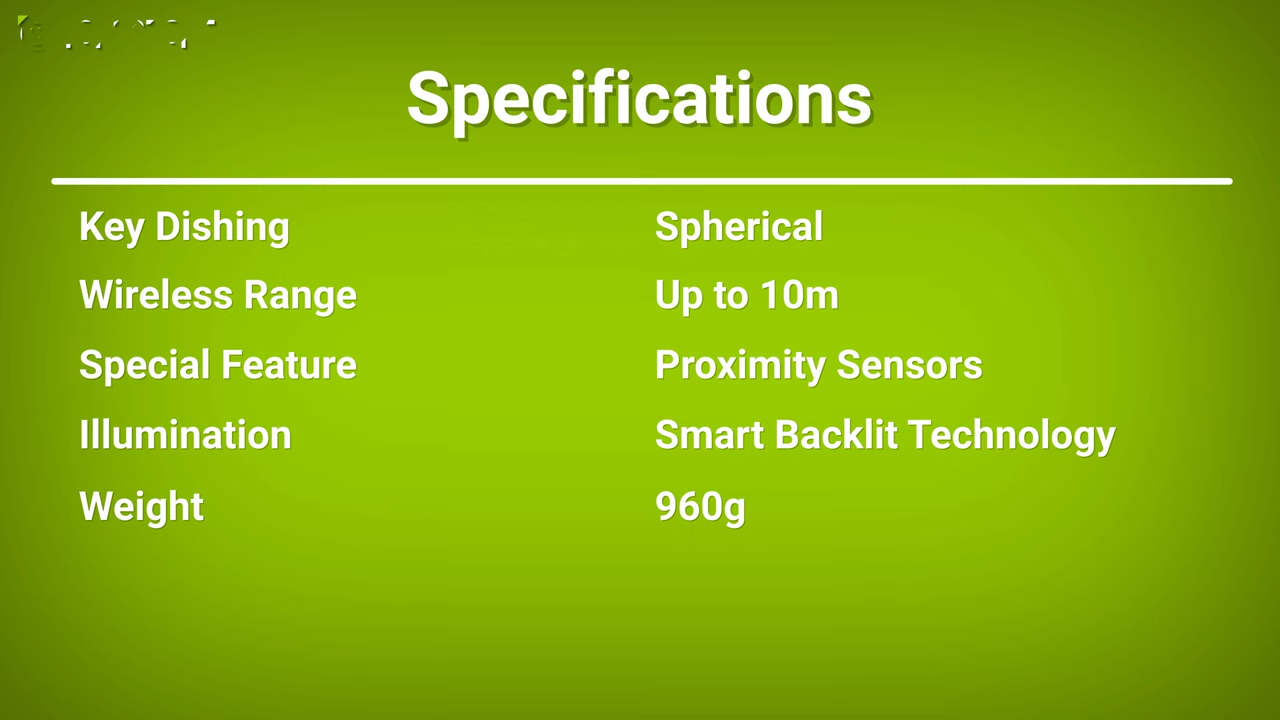 Specifications
Key Dishing Spherical
Wireless Range Up to 10m
Special Feature Proximity Sensors
Illumination Smart Backlit Technology
Weight 960g